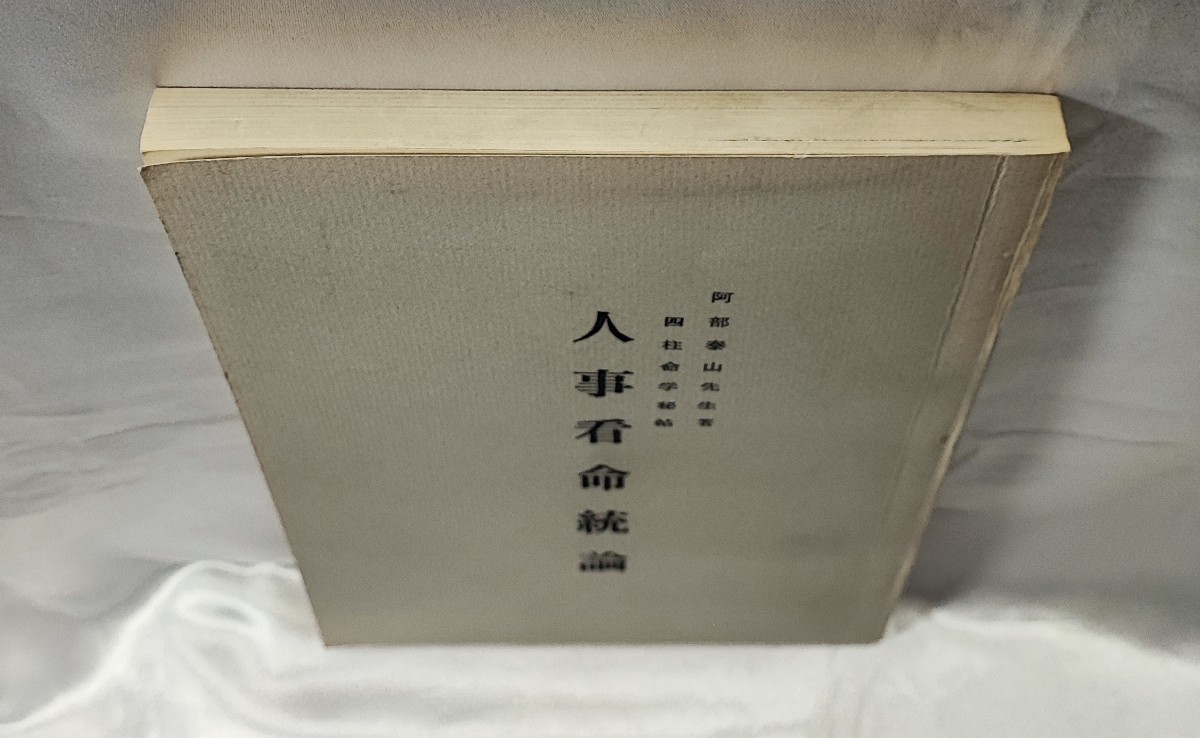 阿部泰山先生著
四柱命学秘帖
人事看命統論